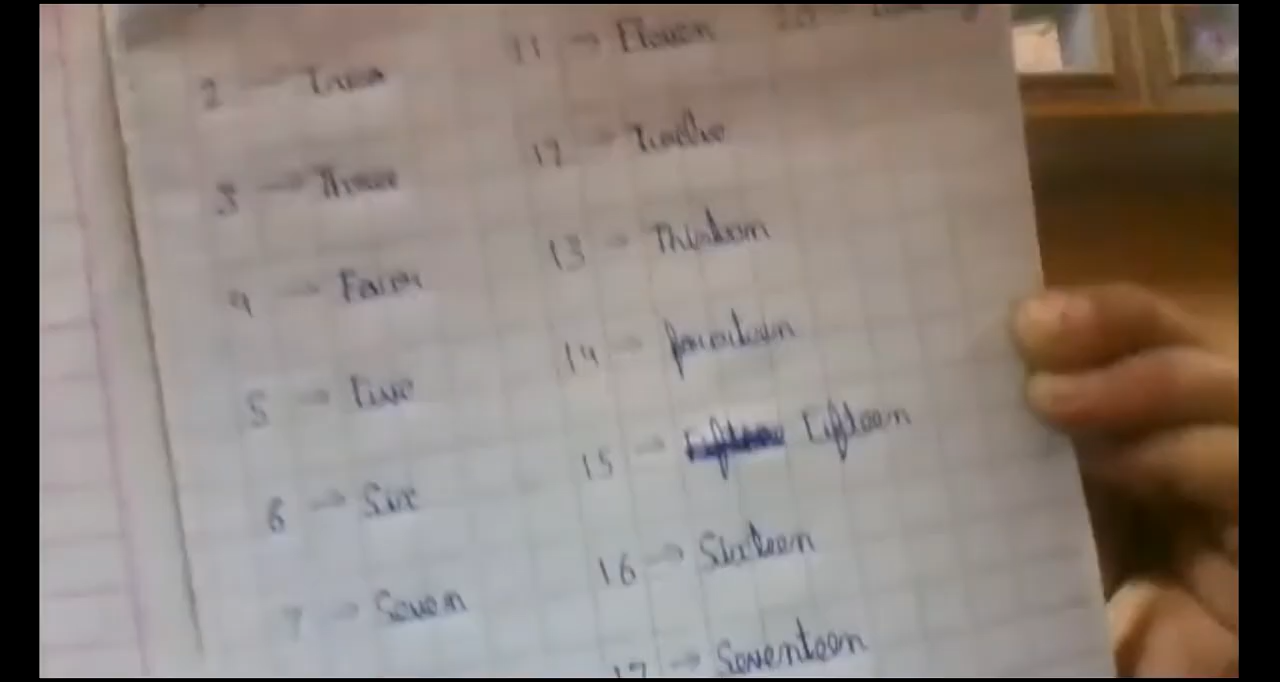 2 → Two
3 → Three
4 → Four
5 → Five
6 → Six
7 → Seven
11 → Eleven
12 → Twelve
13 → Thirteen
14 → fourteen
15 → Fifteen
16 → Sixteen
17 → Seventeen